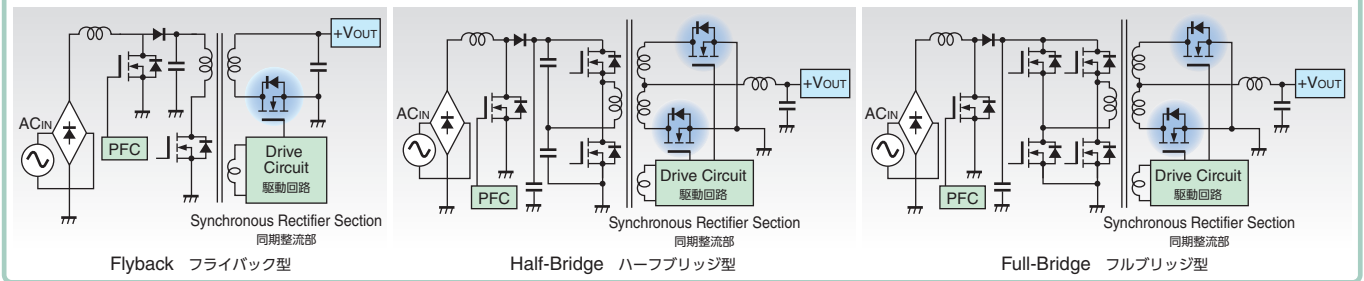 +VOUT
ACIN
PFC
Drive
Circuit
駆動回路
Synchronous Rectifier Section
同期整流部
Flyback フライバック型
+VOUT
ACIN
PFC
Drive Circuit
駆動回路
Synchronous Rectifier Section
同期整流部
Half-Bridge ハーフブリッジ型
+VOUT
ACIN
PFC
Drive Circuit
駆動回路
Synchronous Rectifier Section
同期整流部
Full-Bridge フルブリッジ型